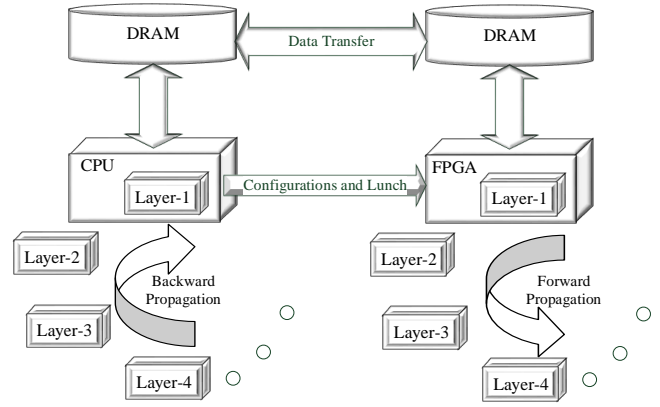 DRAM
Data Transfer
DRAM
CPU
Layer-1
Configurations and Lunch
FPGA
Layer-1
Layer-2
Backward
Propagation
Layer-3
Layer-4
Layer-2
Forward
Propagation
Layer-3
Layer-4